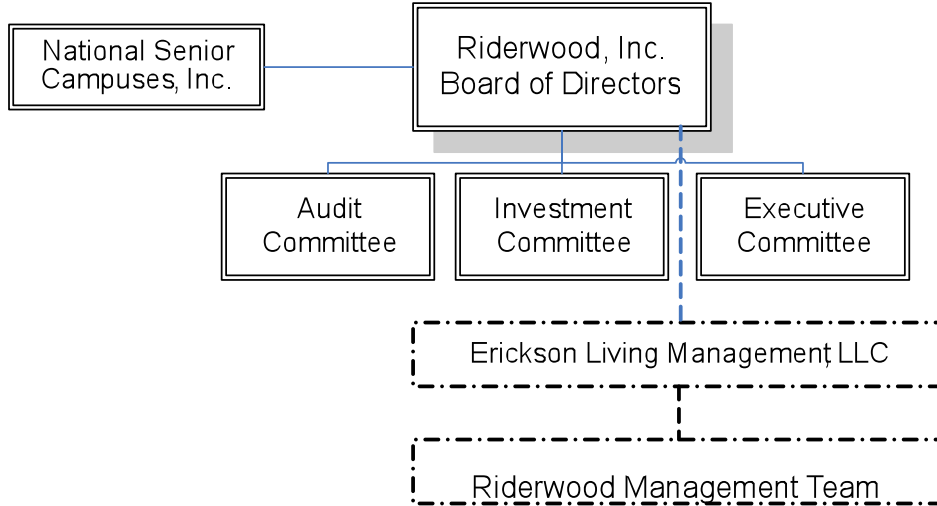 National Senior
Campuses, Inc.
Riderwood, Inc.
Board of Directors
Audit
Committee
Investment
Committee
Executive
Committee
Erickson Living Management, LLC
Riderwood Management Team